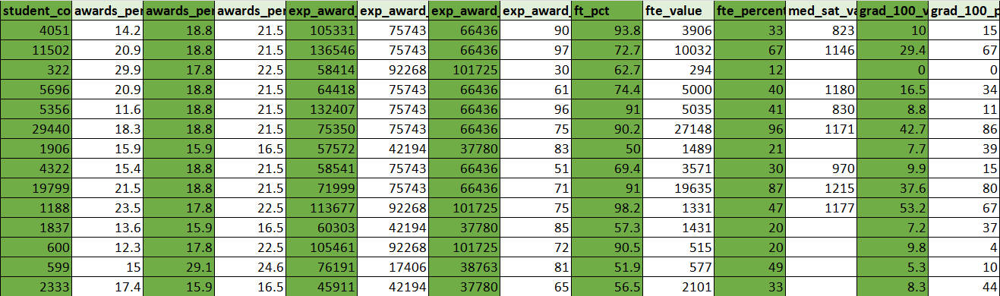 student_co awards_per awards_per awards_per exp_award_ exp_award_ exp_award_ exp_award_ ft_pct fte_value fte_percent med_sat_va grad_100_v grad_100_p
4051 14.2 18.8 21.5 105331 75743 66436 90 93.8 3906 33 823 10 15
11502 20.9 18.8 21.5 136546 75743 66436 97 72.7 10032 67 1146 29.4 67
322 29.9 17.8 22.5 58414 92268 101725 30 62.7 294 12 0 0
5696 20.9 18.8 21.5 64418 75743 66436 61 74.4 5000 40 1180 16.5 34
5356 11.6 18.8 21.5 132407 75743 66436 96 91 5035 41 830 8.8 11
29440 18.3 18.8 21.5 75350 75743 66436 75 90.2 27148 96 1171 42.7 86
1906 15.9 15.9 16.5 57572 42194 37780 83 50 1489 21 7.7 39
4322 15.4 18.8 21.5 58541 75743 66436 51 69.4 3571 30 970 9.9 15
19799 21.5 18.8 21.5 71999 75743 66436 71 91 19635 87 1215 37.6 80
1188 23.5 17.8 22.5 113677 92268 101725 75 98.2 1331 47 1177 53.2 67
1837 13.6 15.9 16.5 60303 42194 37780 85 57.3 1431 20 7.2 37
600 12.3 17.8 22.5 105461 92268 101725 72 90.5 515 20 9.8 4
599 15 29.1 24.6 76191 17406 38763 81 51.9 577 49 5.3 10
2333 17.4 15.9 16.5 45911 42194 37780 65 56.5 2101 33 8.3 44